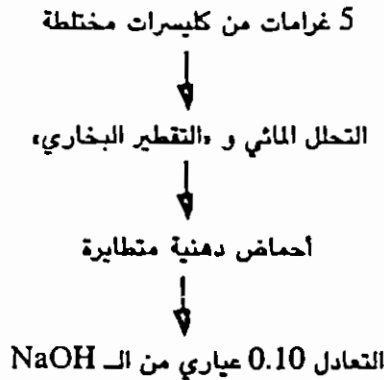 5 غرامات من كليسرات مختلطة
التحلل المائي و «التقطير البخاري»
أحماض دهنية متطايرة
التعادل 0.10 عياري من الـ NaOH